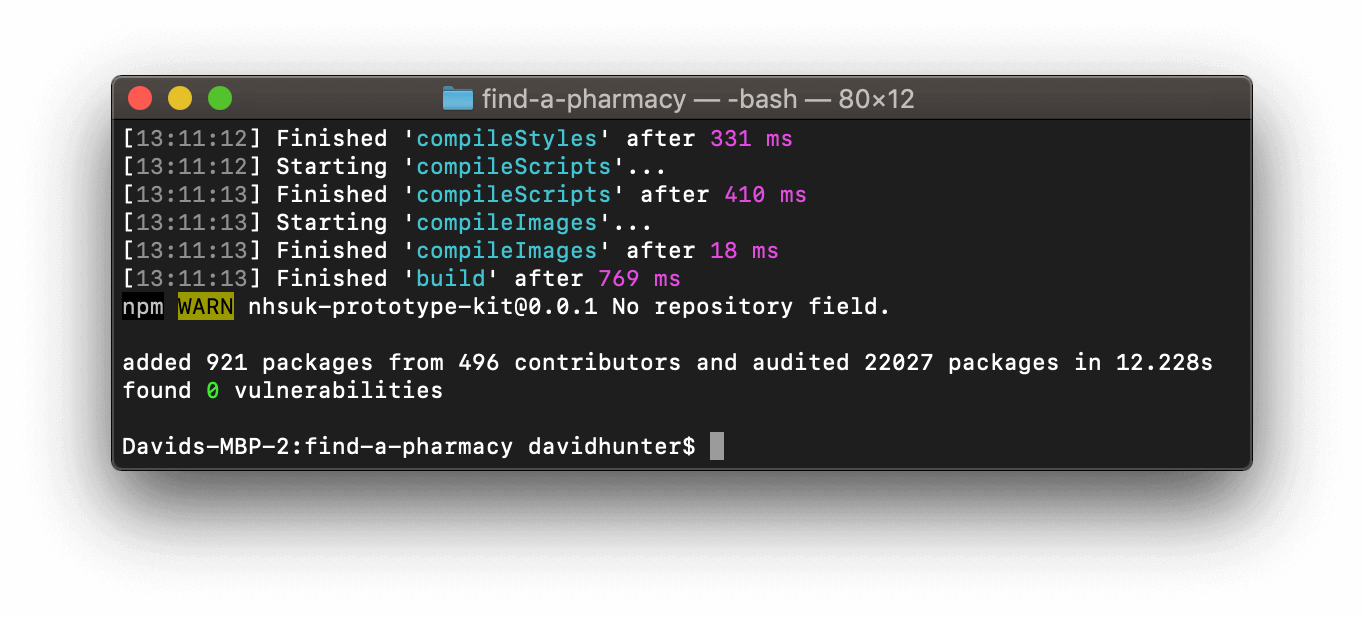 find-a-pharmacy — -bash — 80×12
[13:11:12] Finished 'compileStyles' after 331 ms
[13:11:12] Starting 'compileScripts'...
[13:11:13] Finished 'compileScripts' after 410 ms
[13:11:13] Starting 'compileImages'...
[13:11:13] Finished 'compileImages' after 18 ms
[13:11:13] Finished 'build' after 769 ms
npm WARN nhsuk-prototype-kit@0.0.1 No repository field.
added 921 packages from 496 contributors and audited 22027 packages in 12.228s
found 0 vulnerabilities
Davids-MBP-2:find-a-pharmacy davidhunter$